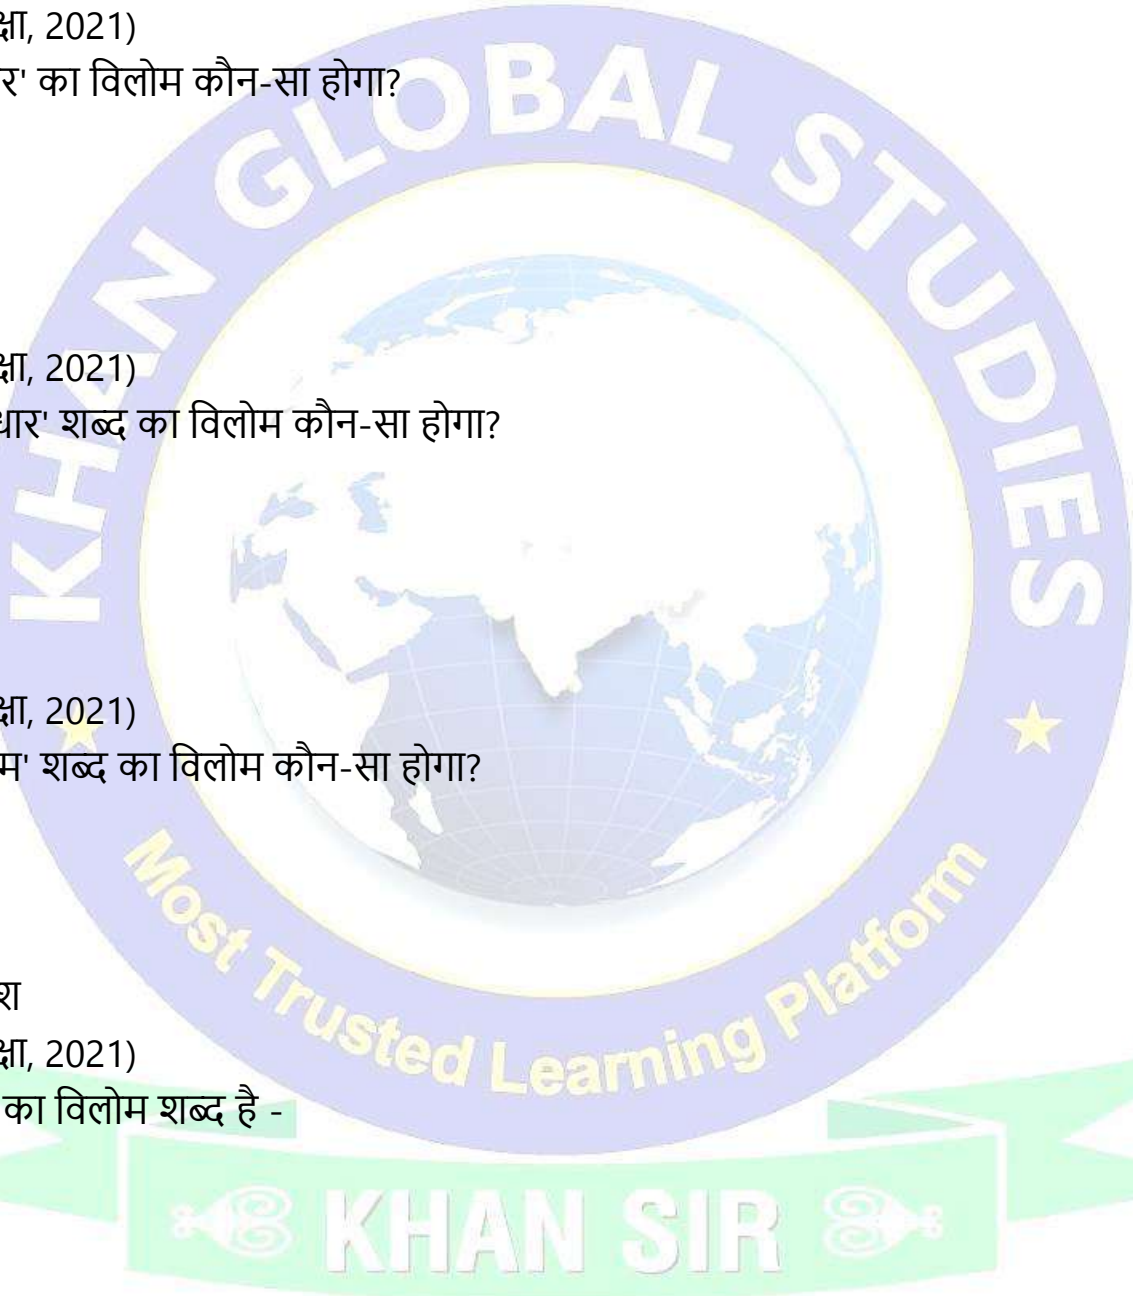 क्षा, 2021)
र' का विलोम कौन-सा होगा?
क्षा, 2021)
धार' शब्द का विलोम कौन-सा होगा?
क्षा, 2021)
म' शब्द का विलोम कौन-सा होगा?
श
क्षा, 2021)
का विलोम शब्द है -
KHAN GLOBAL STUDIES
Most Trusted Learning Platform
KHAN SIR